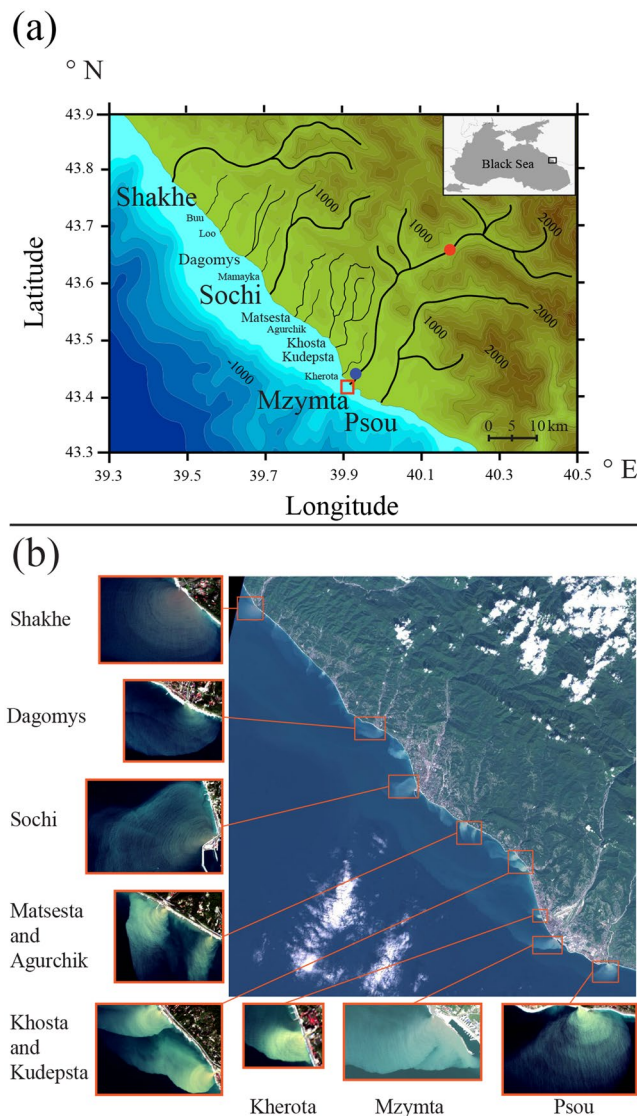 (a)
° N
43.9
43.8
43.7
43.6
43.5
43.4
43.3
Latitude
Black Sea
Shakhe
Buu
Loo
Dagomys
Mamayka
Sochi
Matsesta
Agurchik
Khosta
Kudepsta
Kherota
Mzymta
Psou
1000
1000
2000
2000
1000
2000
-1000
0 5 10 km
39.3 39.5 39.7 39.9 40.1 40.3 40.5
° E
Longitude
(b)
Shakhe
Dagomys
Sochi
Matsesta
and
Agurchik
Khosta
and
Kudepsta
Kherota Mzymta Psou